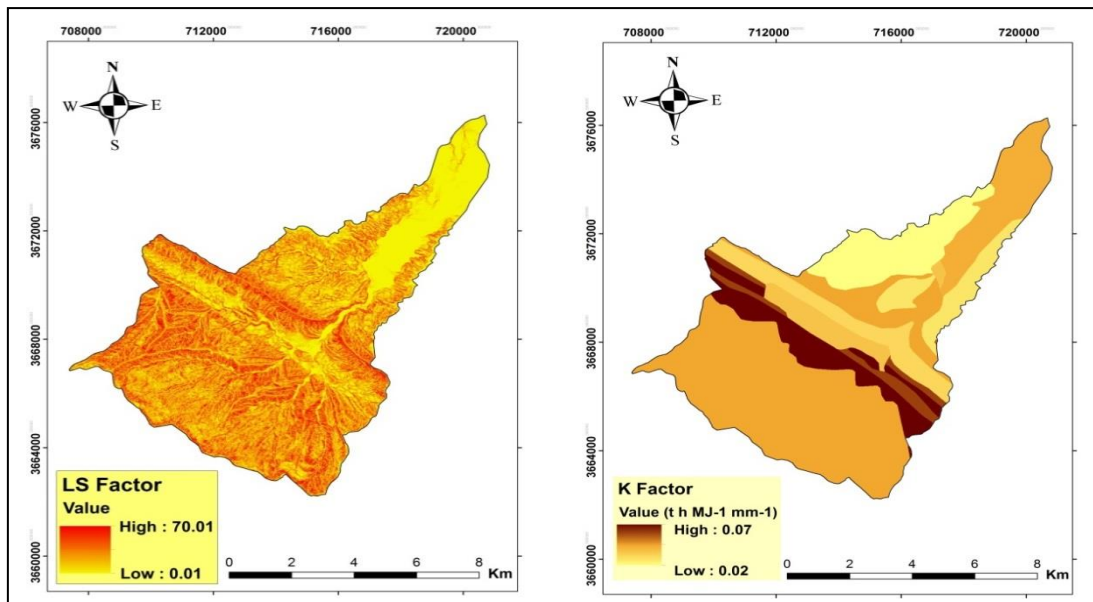 708000 712000 716000 720000
N
W E
S
3676000
3672000
3668000
3664000
3660000
LS Factor
Value
High : 70.01
Low : 0.01
0 2 4 6 8
Km
708000 712000 716000 720000
N
W E
S
3676000
3672000
3668000
3664000
3660000
K Factor
Value (t h MJ-1 mm-1)
High : 0.07
Low : 0.02
0 2 4 6 8
Km